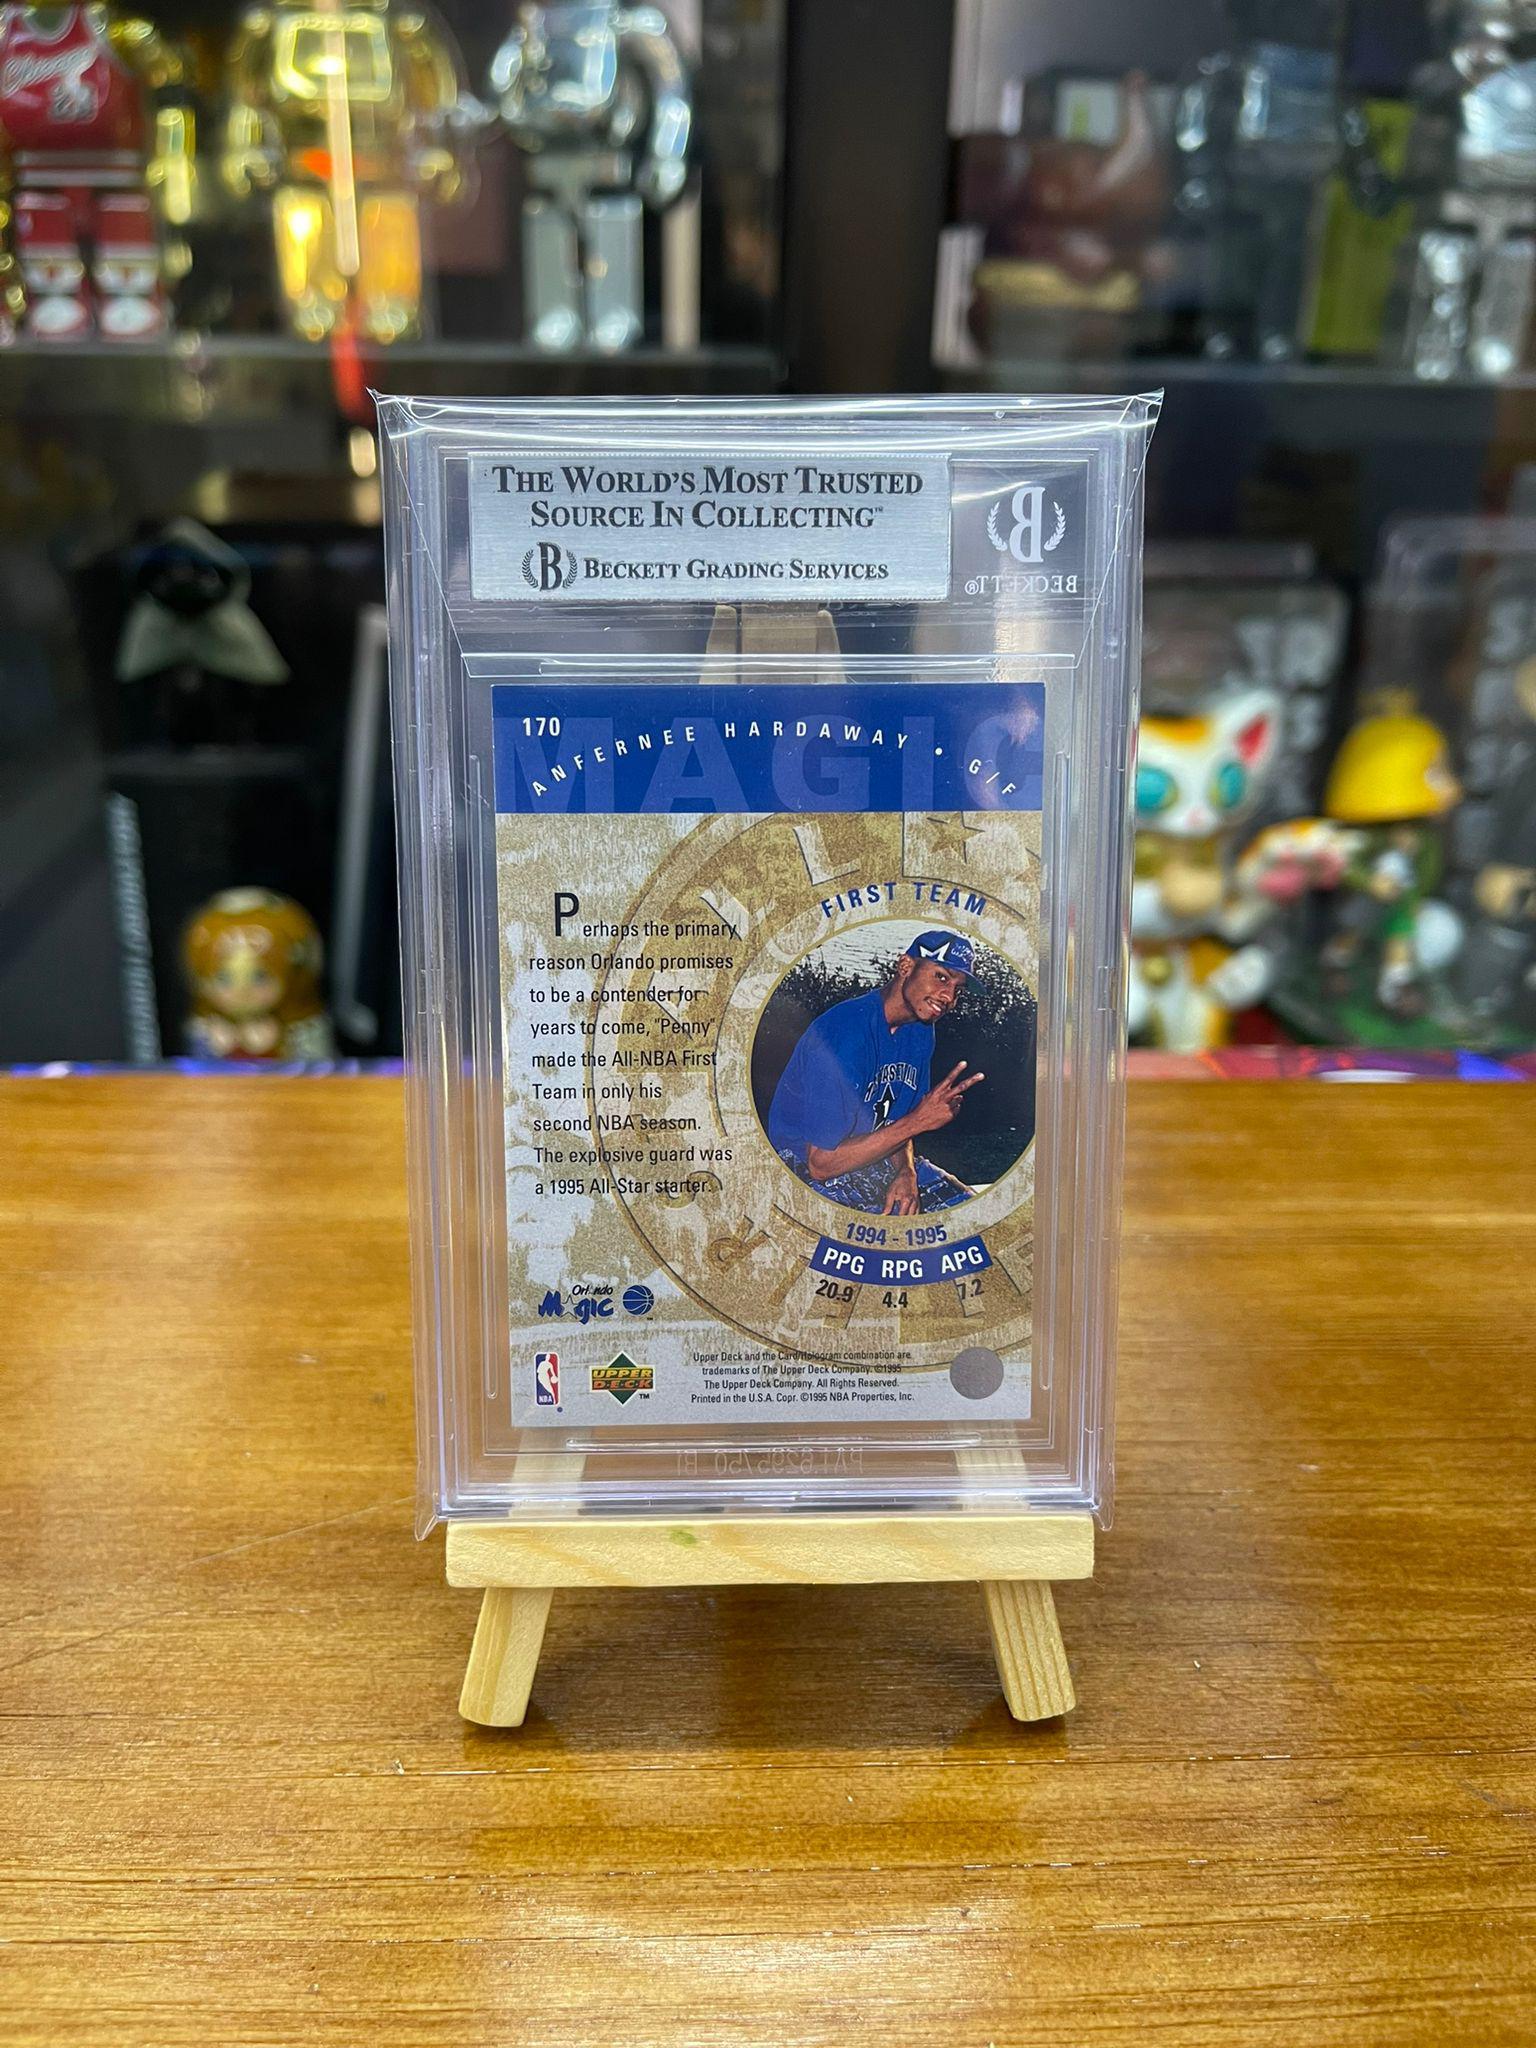 Chicago
23
THE WORLD'S MOST TRUSTED
SOURCE IN COLLECTING™
B BECKETT GRADING SERVICES
B
BECKETT®
170
MAGIC
ANFERNEE HARDAWAY • G/F
Perhaps the primary
reason Orlando promises
to be a contender for
years to come, "Penny"
made the All-NBA First
Team in only his
second NBA season.
The explosive guard was
a 1995 All-Star starter.
FIRST TEAM
1
1994 - 1995
PPG RPG APG
20.9 4.4 7.2
Orlando
Magic
NBA
UPPER
DECK™
Upper Deck and the Card/Hologram combination are
trademarks of The Upper Deck Company. ©1995
The Upper Deck Company. All Rights Reserved.
Printed in the U.S.A. Copr. ©1995 NBA Properties, Inc.